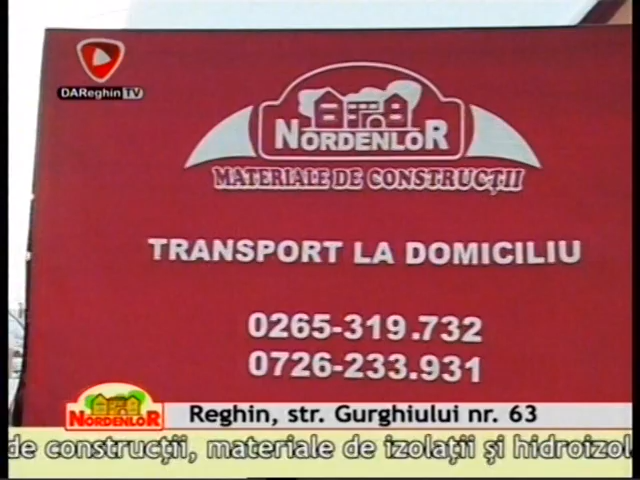 DAReghin TV
NORDENLOR
MATERIALE DE CONSTRUCȚII
TRANSPORT LA DOMICILIU
0265-319.732
0726-233.931
NORDENLOR
Reghin, str. Gurghiului nr. 63
de construcții, materiale de izolații și hidroizol